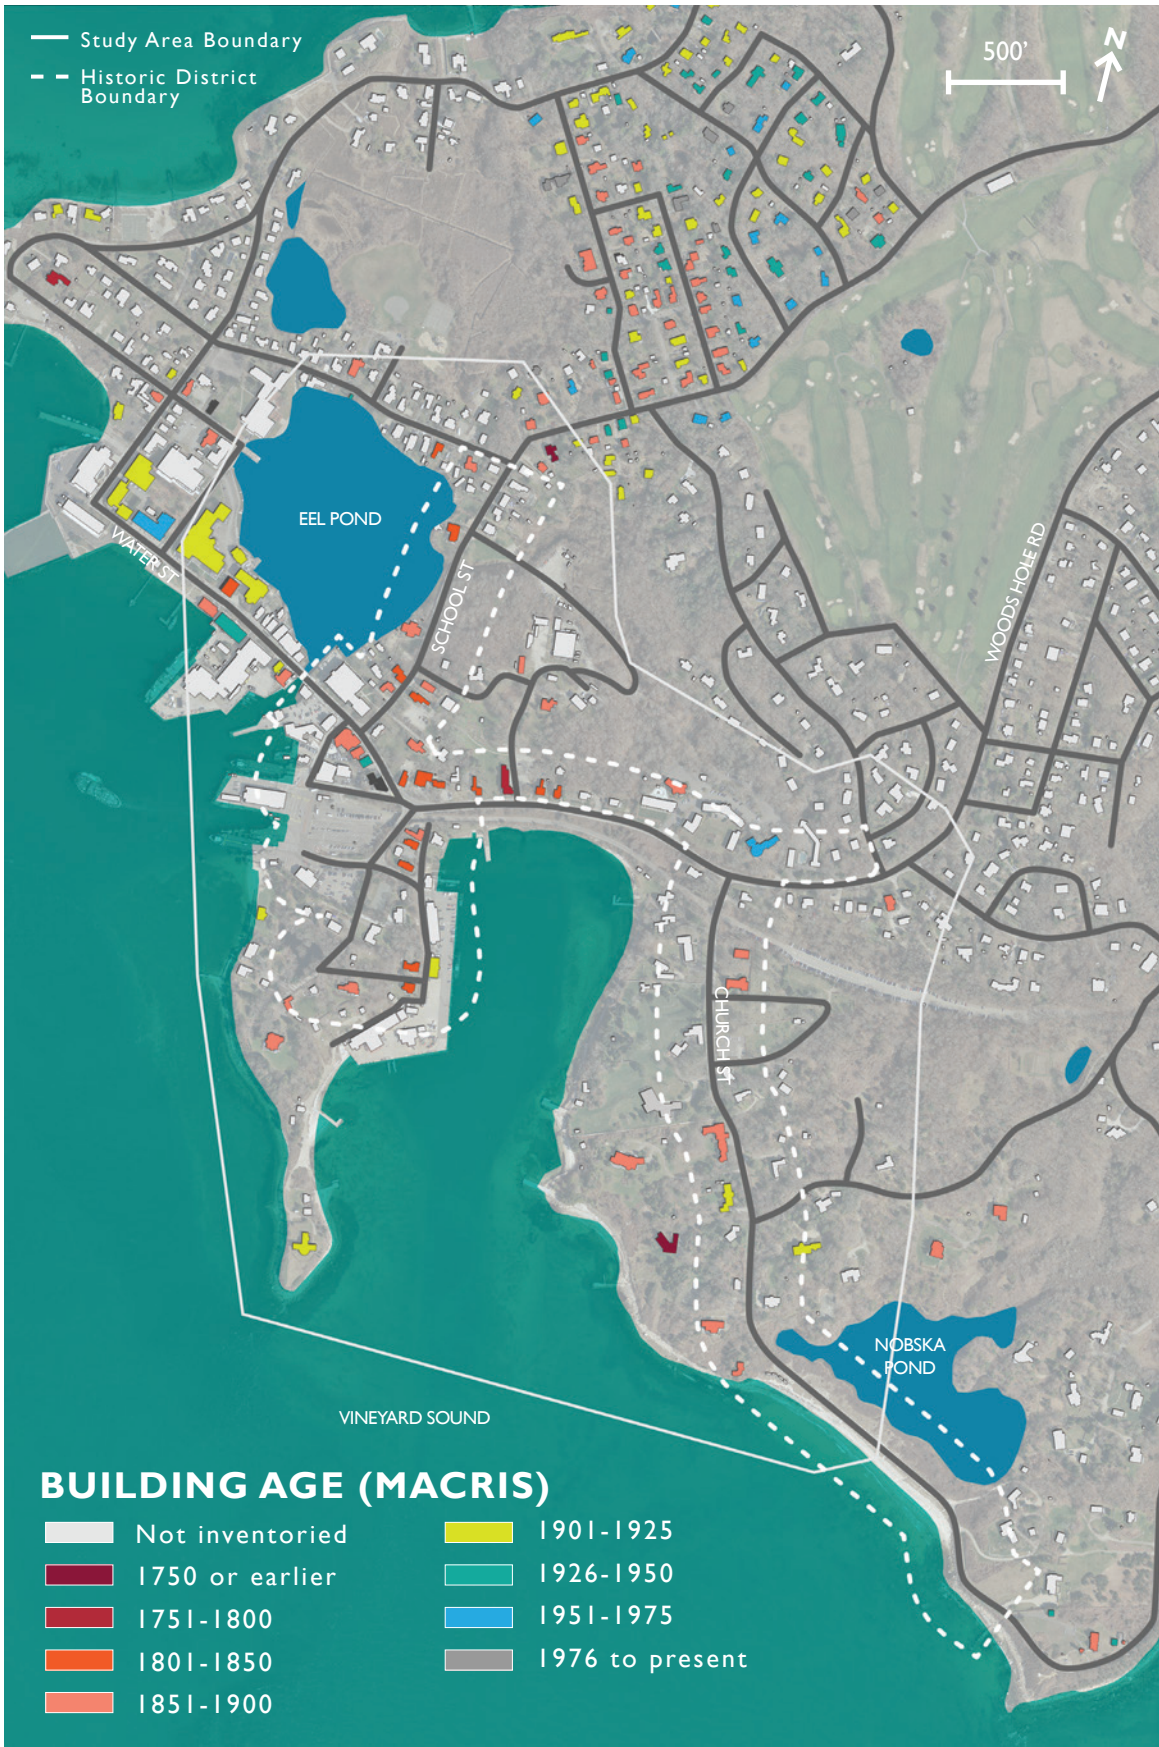 Study Area Boundary
Historic District
Boundary
500'
N
EEL POND
WATER ST
SCHOOL ST
WOODS HOLE RD
CHURCH ST
NOBSKA
POND
VINEYARD SOUND
BUILDING AGE (MACRIS)
Not inventoried
1750 or earlier
1751-1800
1801-1850
1851-1900
1901-1925
1926-1950
1951-1975
1976 to present